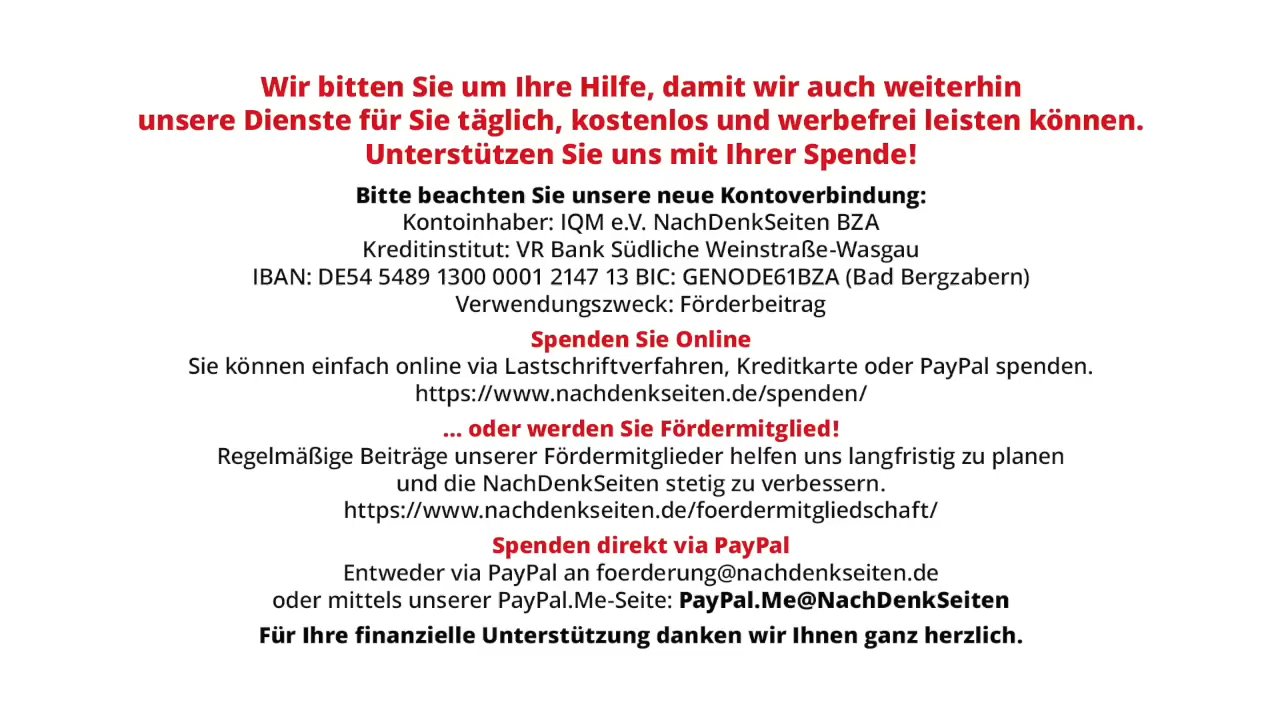 Wir bitten Sie um Ihre Hilfe, damit wir auch weiterhin
unsere Dienste für Sie täglich, kostenlos und werbefrei leisten können.
Unterstützen Sie uns mit Ihrer Spende!
Bitte beachten Sie unsere neue Kontoverbindung:
Kontoinhaber: IQM e.V. NachDenkSeiten BZA
Kreditinstitut: VR Bank Südliche Weinstraße-Wasgau
IBAN: DE54 5489 1300 0001 2147 13 BIC: GENODE61BZA (Bad Bergzabern)
Verwendungszweck: Förderbeitrag
Spenden Sie Online
Sie können einfach online via Lastschriftverfahren, Kreditkarte oder PayPal spenden.
https://www.nachdenkseiten.de/spenden/
... oder werden Sie Fördermitglied!
Regelmäßige Beiträge unserer Fördermitglieder helfen uns langfristig zu planen
und die NachDenkSeiten stetig zu verbessern.
https://www.nachdenkseiten.de/foerdermitgliedschaft/
Spenden direkt via PayPal
Entweder via PayPal an foerderung@nachdenkseiten.de
oder mittels unserer PayPal.Me-Seite: PayPal.Me@NachDenkSeiten
Für Ihre finanzielle Unterstützung danken wir Ihnen ganz herzlich.